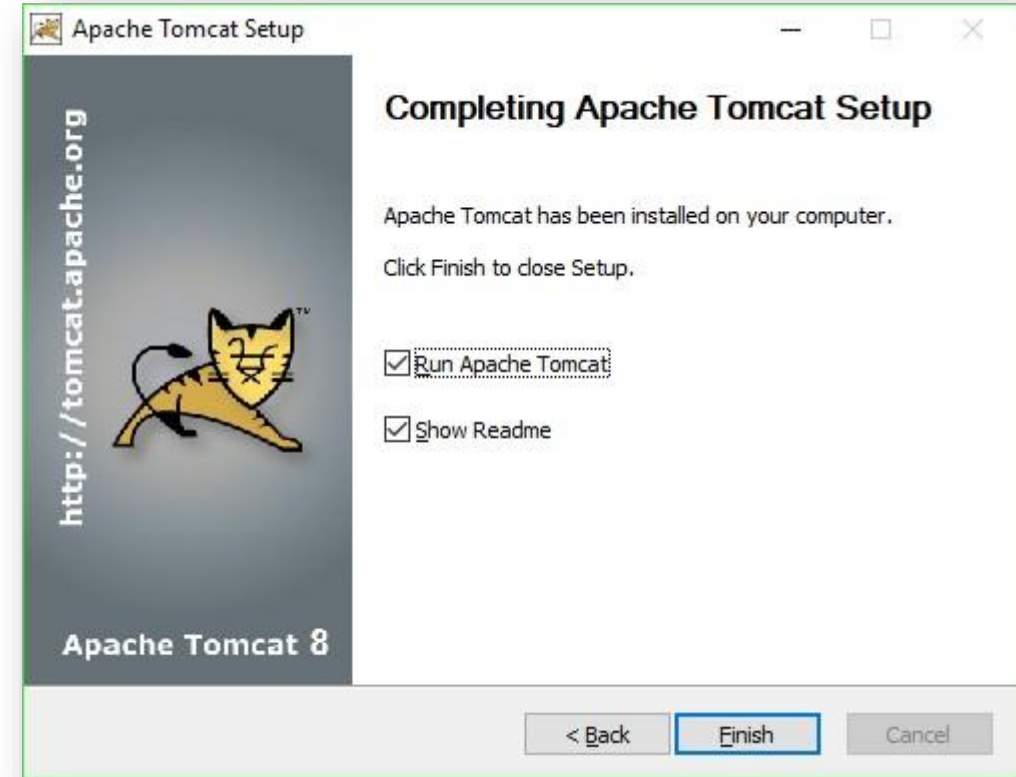 Apache Tomcat Setup
http://tomcat.apache.org
Apache Tomcat 8
Completing Apache Tomcat Setup
Apache Tomcat has been installed on your computer.
Click Finish to close Setup.
Run Apache Tomcat
Show Readme
< Back
Finish
Cancel
TM